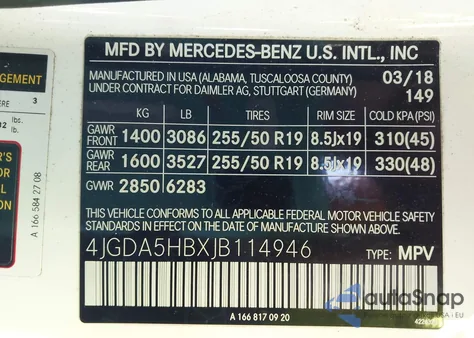 MFD BY MERCEDES-BENZ U.S. INTL., INC
MANUFACTURED IN USA (ALABAMA, TUSCALOOSA COUNTY) 03/18
UNDER CONTRACT FOR DAIMLER AG, STUTTGART (GERMANY) 149
KG LB TIRES RIM SIZE COLD KPA(PSI)
GAWR FRONT 1400 3086 255/50 R19 8.5Jx19 310(45)
GAWR REAR 1600 3527 255/50 R19 8.5Jx19 330(48)
GVWR 2850 6283
THIS VEHICLE CONFORMS TO ALL APPLICABLE FEDERAL MOTOR VEHICLE SAFETY
STANDARDS IN EFFECT ON THE DATE OF MANUFACTURE SHOWN ABOVE.
4JGDA5HBXJB114946 TYPE: MPV
A 166 817 09 20
AGEMENT
3
lbs.
A 166 584 27 08
autoSnap